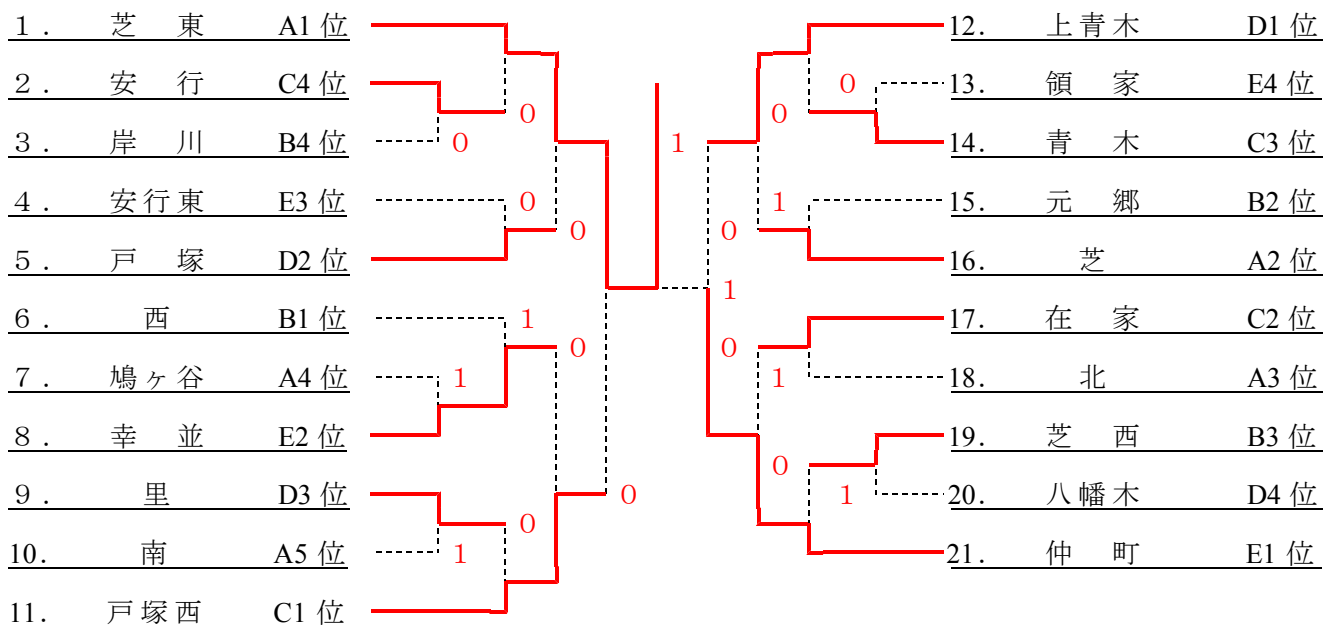 1. 芝東 A1位
2. 安行 C4位
3. 岸川 B4位
4. 安行東 E3位
5. 戸塚 D2位
6. 西 B1位
7. 鳩ヶ谷 A4位
8. 幸並 E2位
9. 里 D3位
10. 南 A5位
11. 戸塚西 C1位
0
0
0
0
1
0
1
0
0
1
1
1
0
0
1
0
0
1
1
0
1
12. 上青木 D1位
13. 領家 E4位
14. 青木 C3位
15. 元郷 B2位
16. 芝 A2位
17. 在家 C2位
18. 北 A3位
19. 芝西 B3位
20. 八幡木 D4位
21. 仲町 E1位